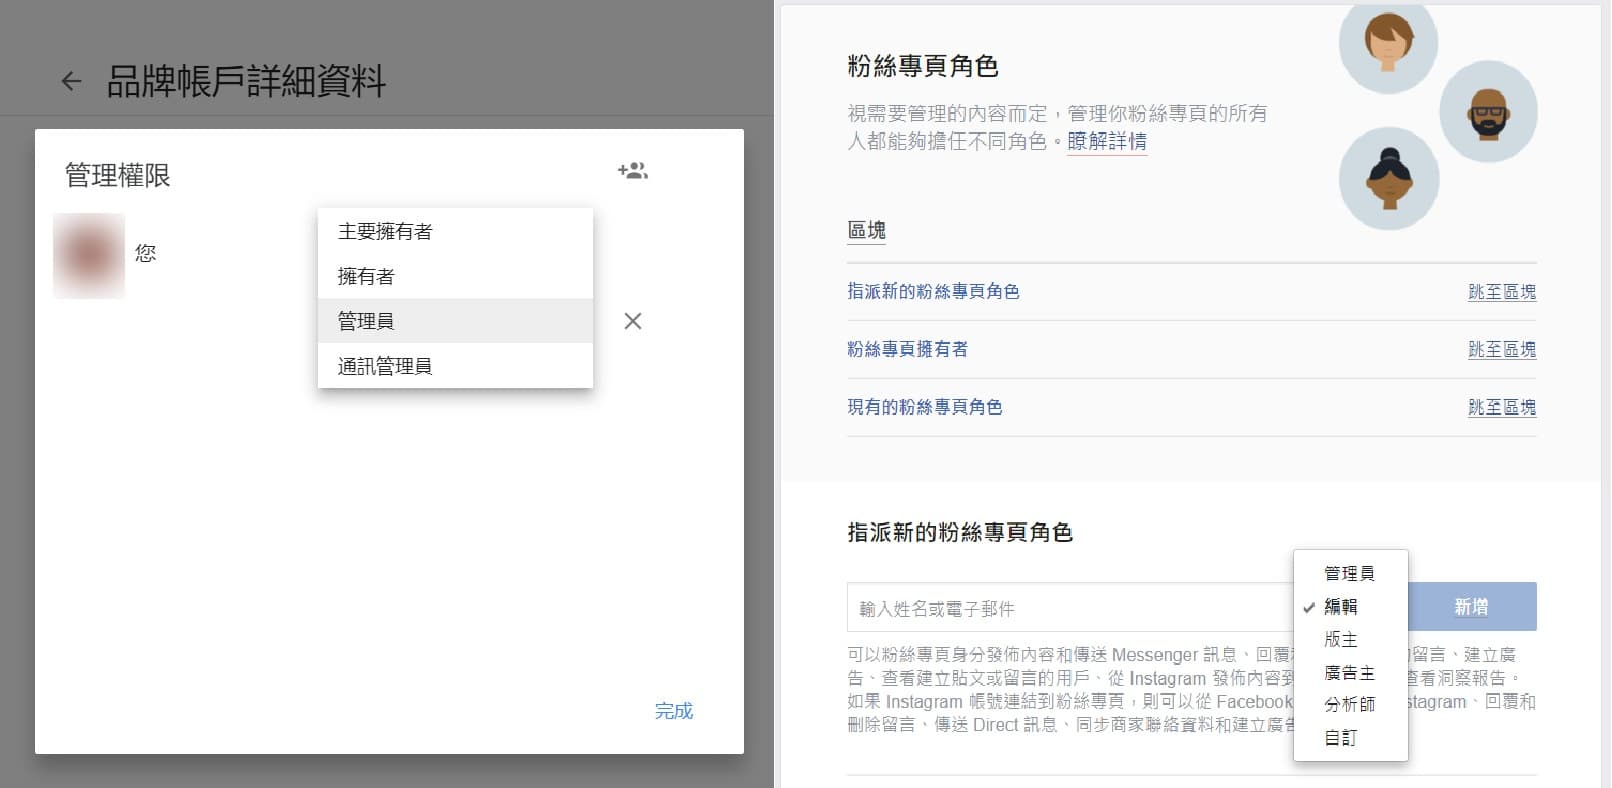 品牌帳戶詳細資料
管理權限
您
主要擁有者
擁有者
管理員
通訊管理員
完成
粉絲專頁角色
視需要管理的內容而定，管理你粉絲專頁的所有
人都能夠擔任不同角色。瞭解詳情
區塊
指派新的粉絲專頁角色 跳至區塊
粉絲專頁擁有者 跳至區塊
現有的粉絲專頁角色 跳至區塊
指派新的粉絲專頁角色
輸入姓名或電子郵件
管理員
編輯
版主
廣告主
分析師
自訂
新增
可以粉絲專頁身分發佈內容和傳送 Messenger 訊息、回覆 留言、建立廣
告、查看建立貼文或留言的用戶、從 Instagram 發佈內容到 查看洞察報告。
如果 Instagram 帳號連結到粉絲專頁，則可以從 Facebook stagram、回覆和
刪除留言、傳送 Direct 訊息、同步商家聯絡資料和建立廣告